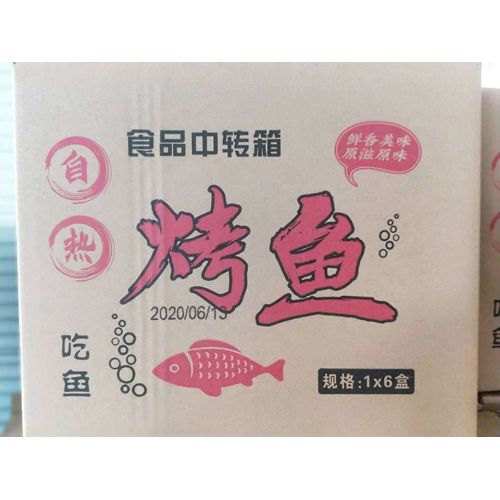 食品中转箱
鲜香美味
原滋原味
自
热
烤鱼
2020/06/13
吃
鱼
规格:1x6盒